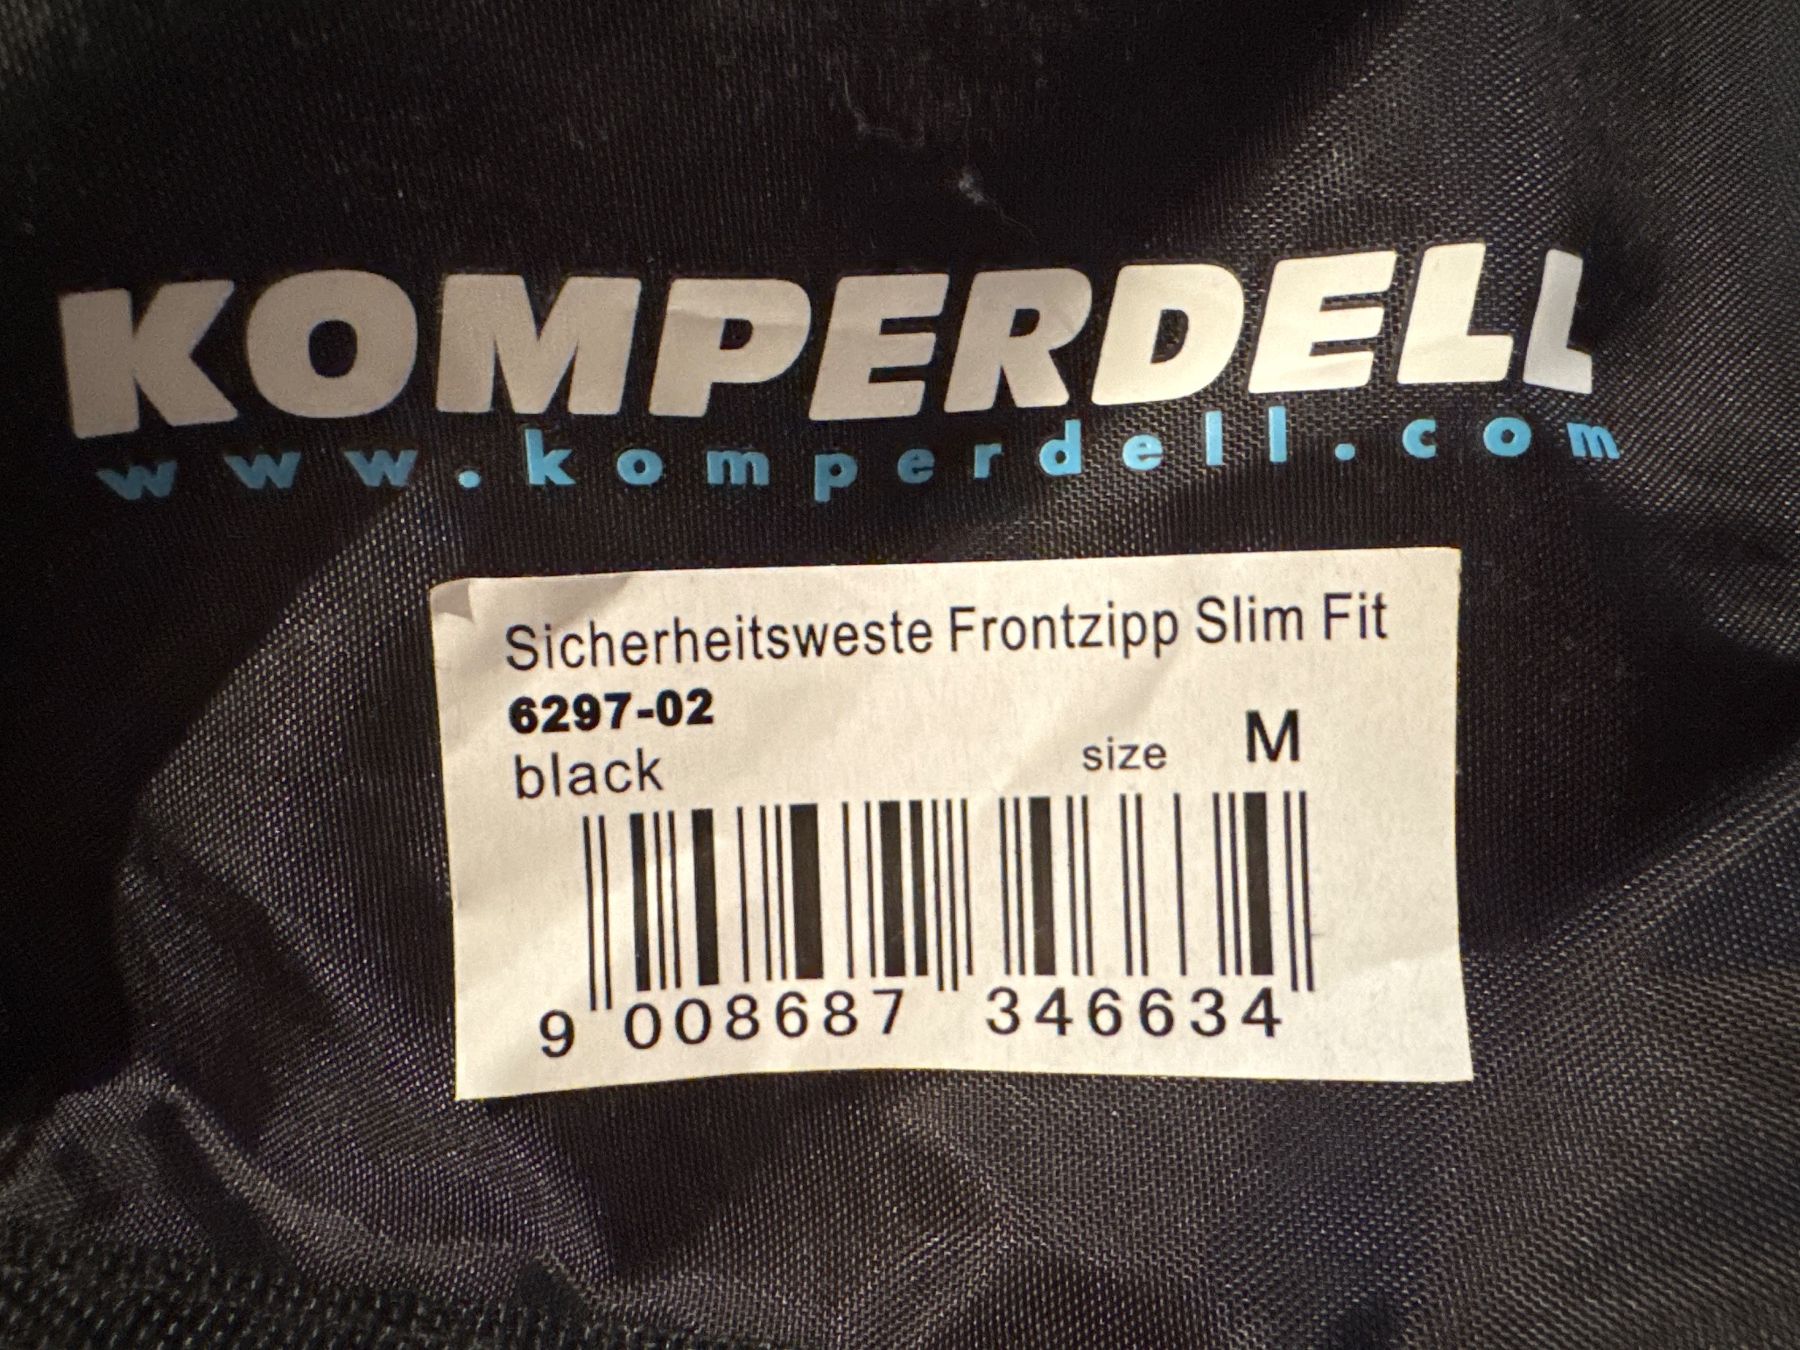 KOMPERDELL
www.komperdell.com
Sicherheitsweste Frontzipp Slim Fit
6297-02
black size M
9 008687 346634